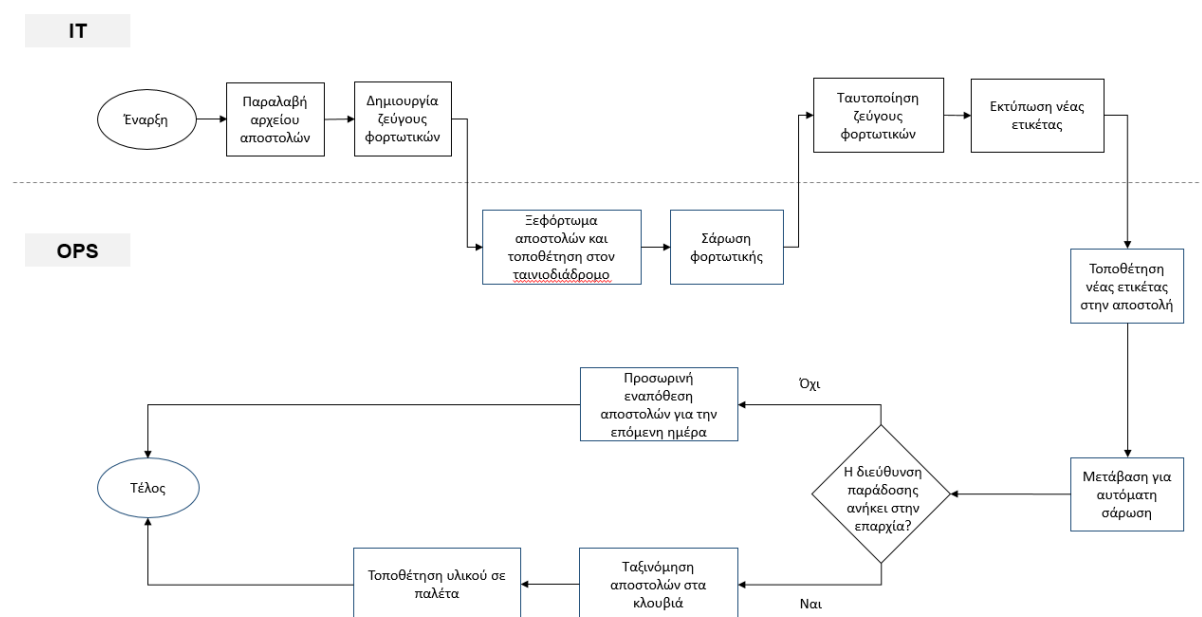 IT
Έναρξη
Παραλαβή
αρχείου
αποστολών
Δημιουργία
ζεύγους
φορτωτικών
Ταυτοποίηση
ζεύγους
φορτωτικών
Εκτύπωση νέας
ετικέτας
OPS
Ξεφόρτωμα
αποστολών και
τοποθέτηση στον
ταινιοδιάδρομο
Σάρωση
φορτωτικής
Τοποθέτηση
νέας ετικέτας
στην αποστολή
Προσωρινή
εναπόθεση
αποστολών για την
επόμενη ημέρα
Όχι
Τέλος
Η διεύθυνση
παράδοσης
ανήκει στην
επαρχία?
Μετάβαση για
αυτόματη
σάρωση
Τοποθέτηση υλικού σε
παλέτα
Ταξινόμηση
αποστολών στα
κλουβιά
Ναι